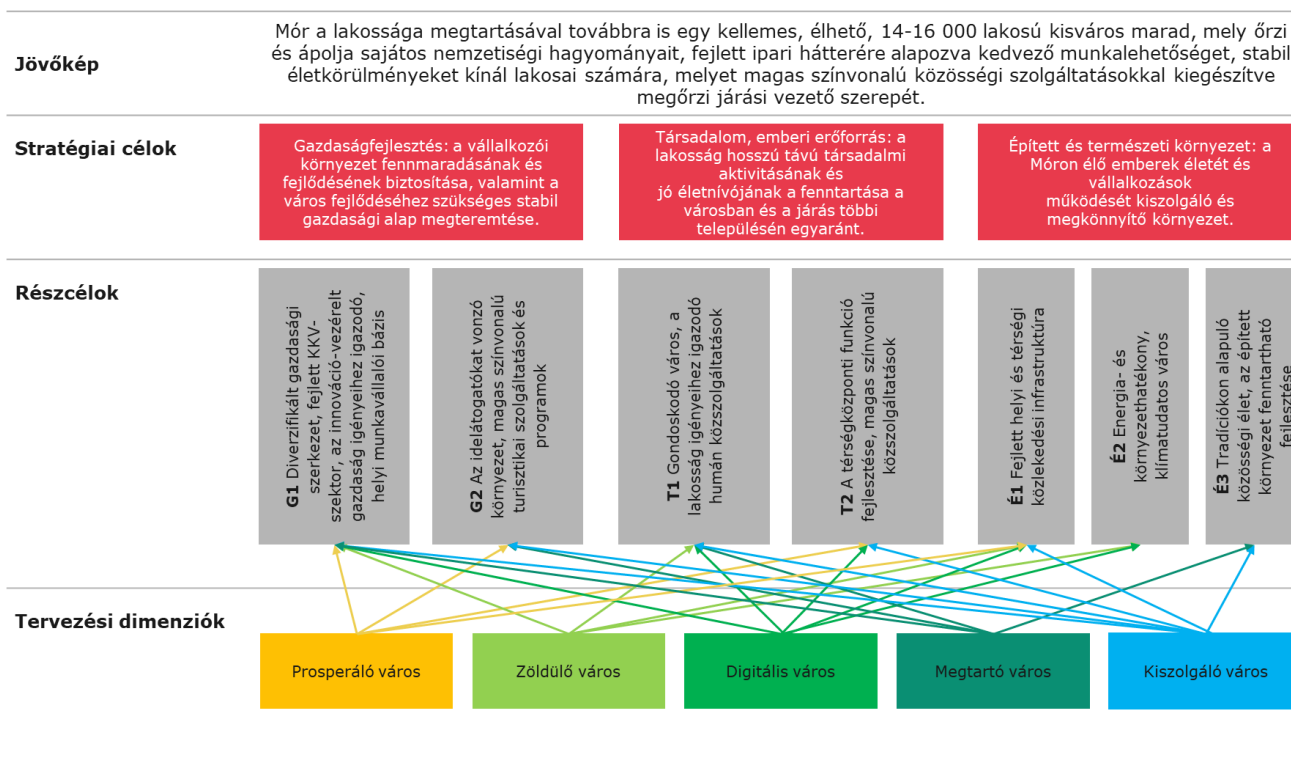 Jövőkép
Mór a lakossága megtartásával továbbra is egy kellemes, élhető, 14-16 000 lakosú kisváros marad, mely őrzi
és ápolja sajátos nemzetiségi hagyományait, fejlett ipari hátterére alapozva kedvező munkalehetőséget, stabil
életkörülményeket kínál lakosai számára, melyet magas színvonalú közösségi szolgáltatásokkal kiegészítve
megőrzi járási vezető szerepét.
Stratégiai célok
Gazdaságfejlesztés: a vállalkozói
környezet fennmaradásának és
fejlődésének biztosítása, valamint a
város fejlődéséhez szükséges stabil
gazdasági alap megteremtése.
Társadalom, emberi erőforrás: a
lakosság hosszú távú társadalmi
aktivitásának és
jó életnívójának a fenntartása a
városban és a járás többi
településén egyaránt.
Épített és természeti környezet: a
Móron élő emberek életét és
vállalkozások
működését kiszolgáló és
megkönnyítő környezet.
Részcélok
G1 Diverzifikált gazdasági
szerkezet, fejlett KKV-
szektor, az innováció-vezérelt
gazdaság igényeihez igazodó,
helyi munkavállalói bázis
G2 Az idelátogatókat vonzó
környezet, magas színvonalú
turisztikai szolgáltatások és
programok
T1 Gondoskodó város, a
lakosság igényeihez igazodó
humán közszolgáltatások
T2 A térségközponti funkció
fejlesztése, magas színvonalú
közszolgáltatások
É1 Fejlett helyi és térségi
közlekedési infrastruktúra
É2 Energia- és
környezethatékony,
klímatudatos város
É3 Tradíciókon alapuló
közösségi élet, az épített
környezet fenntartható
fejlesztése
Tervezési dimenziók
Prosperáló város
Zöldülő város
Digitális város
Megtartó város
Kiszolgáló város